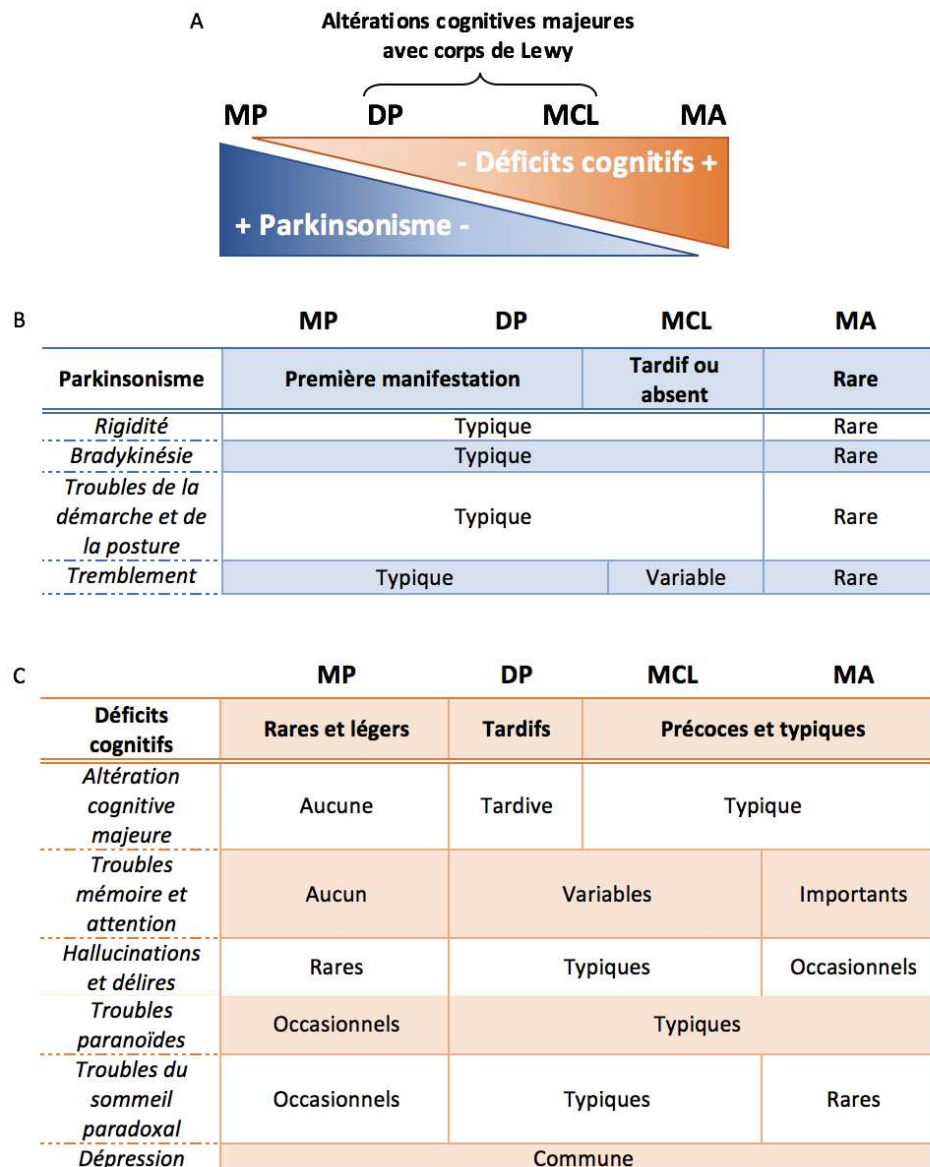 A
Altérations cognitives majeures
avec corps de Lewy
MP DP MCL MA
- Déficits cognitifs +
+ Parkinsonisme -
B
MP DP MCL MA
Parkinsonisme Première manifestation Tardif ou absent Rare
Rigidité Typique Rare
Bradykinésie Typique Rare
Troubles de la
démarche et de
la posture
Typique Rare
Tremblement Typique Variable Rare
C
MP DP MCL MA
Déficits
cognitifs
Rares et légers Tardifs Précoces et typiques
Altération
cognitive
majeure
Aucune Tardive Typique
Troubles
mémoire et
attention
Aucun Variables Importants
Hallucinations
et délires
Rares Typiques Occasionnels
Troubles
paranoïdes
Occasionnels Typiques
Troubles du
sommeil
paradoxal
Occasionnels Typiques Rares
Dépression Commune